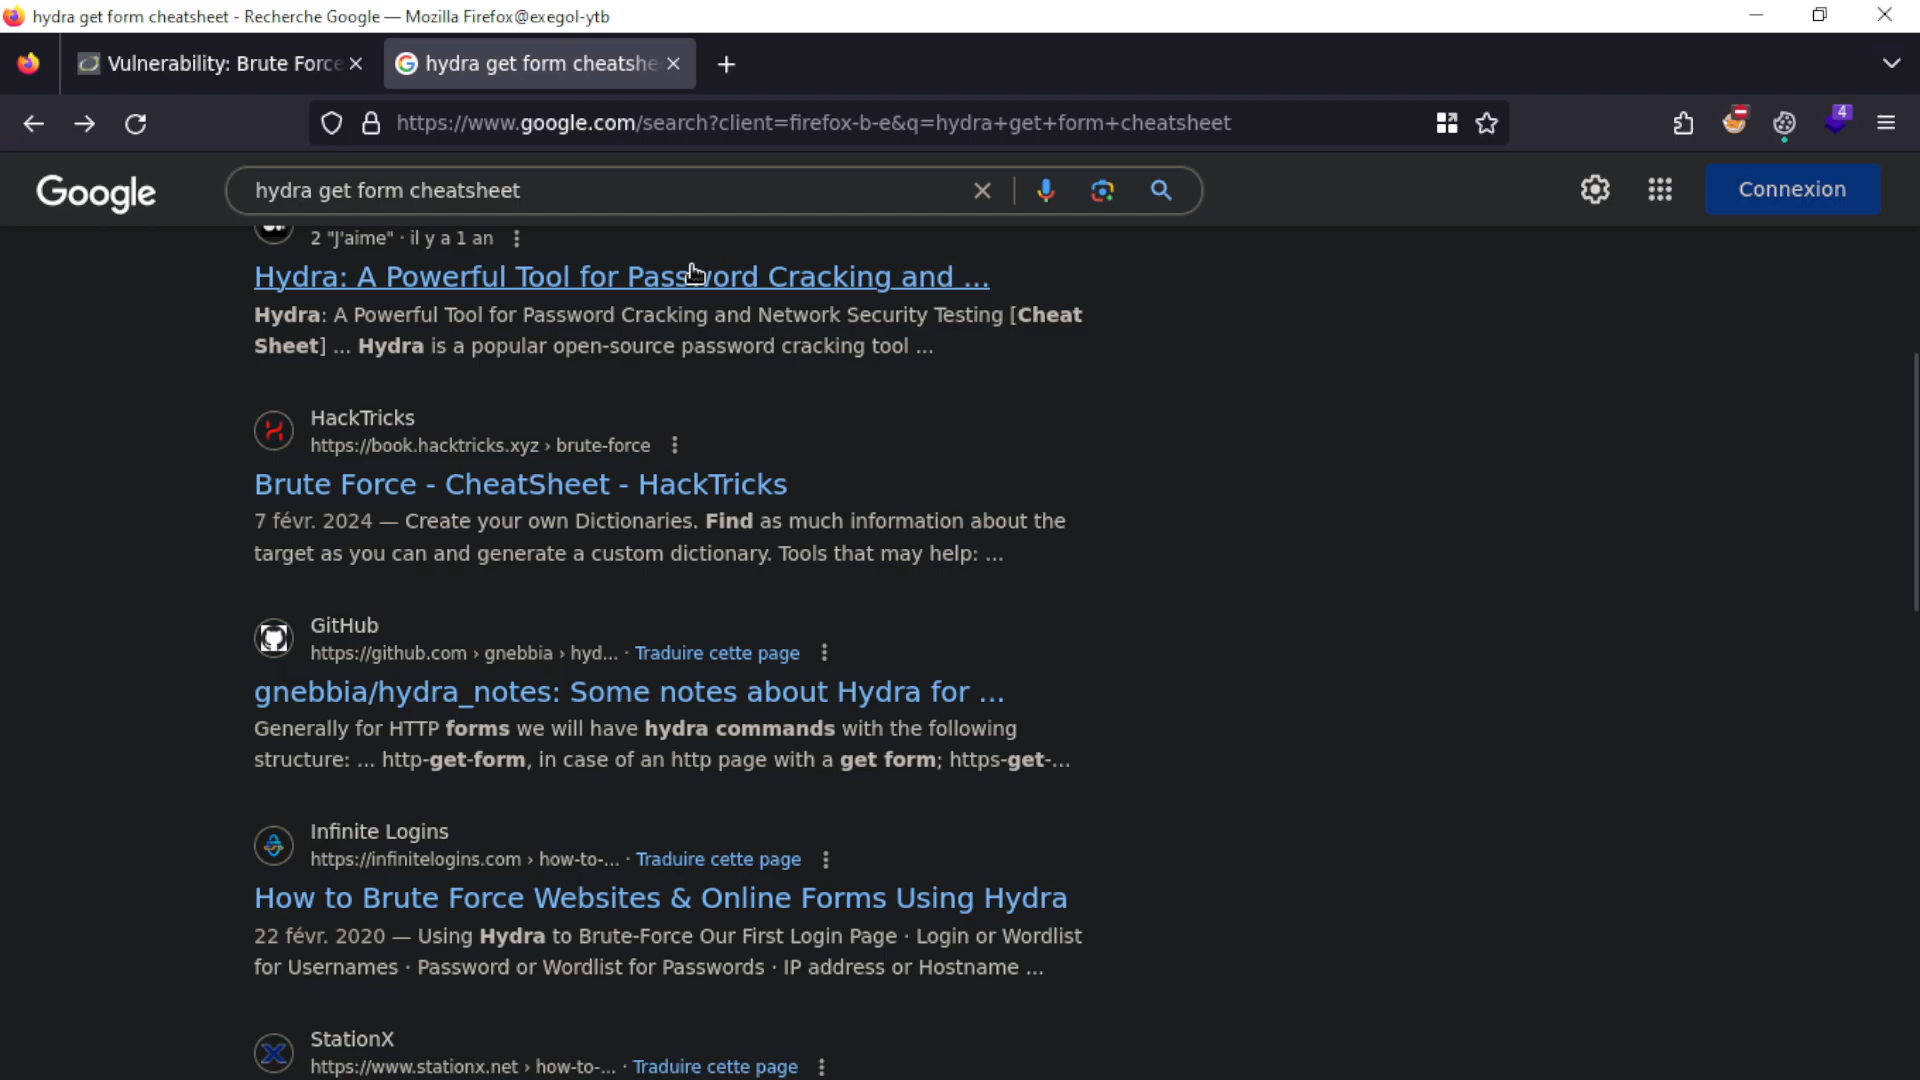 hydra get form cheatsheet - Recherche Google — Mozilla Firefox@exegol-ytb
Vulnerability: Brute Force
hydra get form cheatshe
https://www.google.com/search?client=firefox-b-e&q=hydra+get+form+cheatsheet
4
Google
hydra get form cheatsheet
Connexion
2 "J'aime" · il y a 1 an
Hydra: A Powerful Tool for Password Cracking and ...
Hydra: A Powerful Tool for Password Cracking and Network Security Testing [Cheat
Sheet] ... Hydra is a popular open-source password cracking tool ...
HackTricks
https://book.hacktricks.xyz › brute-force
Brute Force - CheatSheet - HackTricks
7 févr. 2024 — Create your own Dictionaries. Find as much information about the
target as you can and generate a custom dictionary. Tools that may help: ...
GitHub
https://github.com › gnebbia › hyd... · Traduire cette page
gnebbia/hydra_notes: Some notes about Hydra for ...
Generally for HTTP forms we will have hydra commands with the following
structure: ... http-get-form, in case of an http page with a get form; https-get-...
Infinite Logins
https://infinitelogins.com › how-to-... · Traduire cette page
How to Brute Force Websites & Online Forms Using Hydra
22 févr. 2020 — Using Hydra to Brute-Force Our First Login Page · Login or Wordlist
for Usernames · Password or Wordlist for Passwords · IP address or Hostname ...
StationX
https://www.stationx.net › how-to-... · Traduire cette page